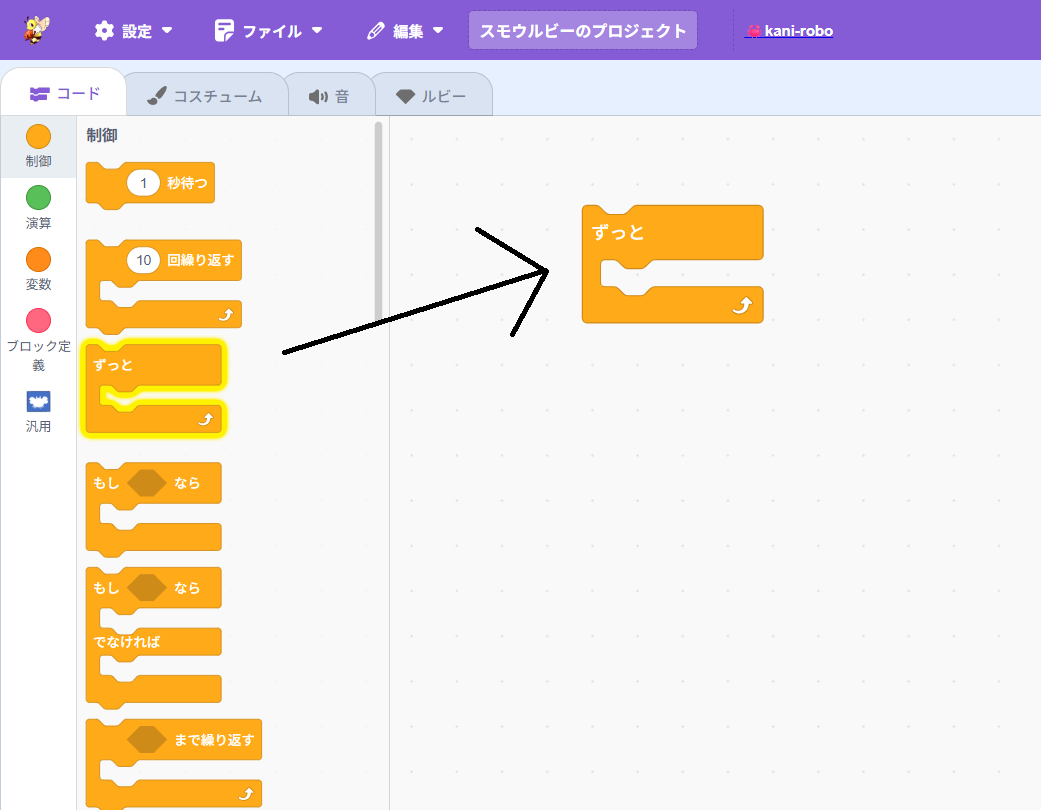 設定
ファイル
編集
スモウルビーのプロジェクト
kani-robo
コード
コスチューム
音
ルビー
制御
演算
変数
ブロック定
義
汎用
制御
1 秒待つ
10 回繰り返す
ずっと
もし なら
もし なら
でなければ
まで繰り返す
ずっと